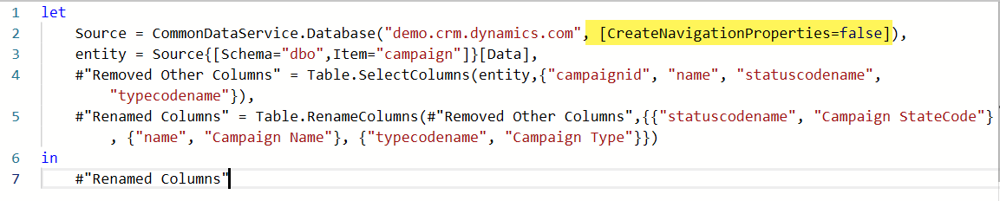 1 let
2 Source = CommonDataService.Database("demo.crm.dynamics.com", [CreateNavigationProperties=false]),
3 entity = Source{[Schema="dbo",Item="campaign"]}[Data],
4 #"Removed Other Columns" = Table.SelectColumns(entity,{"campaignid", "name", "statuscodename",
"typecodename"}),
5 #"Renamed Columns" = Table.RenameColumns(#"Removed Other Columns",{{"statuscodename", "Campaign StateCode"}
, {"name", "Campaign Name"}, {"typecodename", "Campaign Type"}})
6 in
7 #"Renamed Columns"